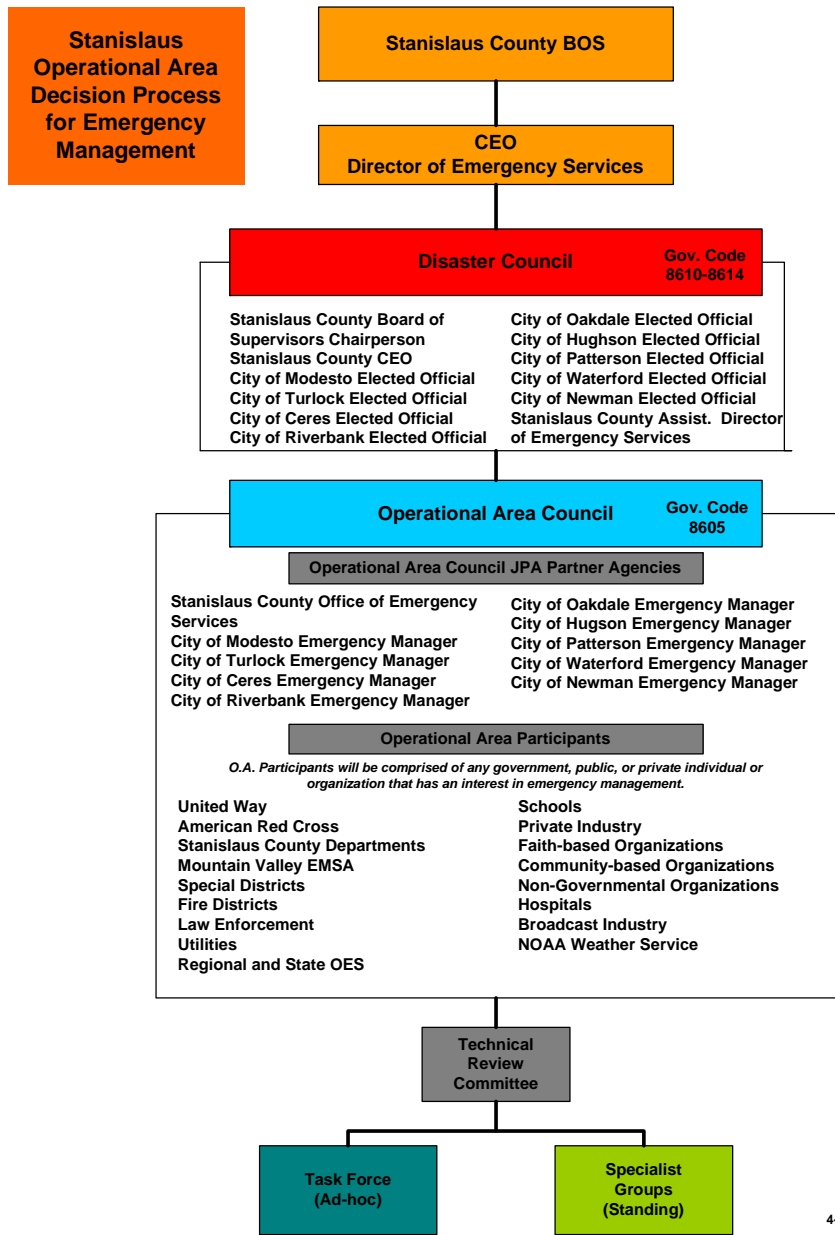 Stanislaus
Operational Area
Decision Process
for Emergency
Management
Stanislaus County BOS
CEO
Director of Emergency Services
Disaster Council
Gov. Code
8610-8614
Stanislaus County Board of
Supervisors Chairperson
Stanislaus County CEO
City of Modesto Elected Official
City of Turlock Elected Official
City of Ceres Elected Official
City of Riverbank Elected Official
City of Oakdale Elected Official
City of Hughson Elected Official
City of Patterson Elected Official
City of Waterford Elected Official
City of Newman Elected Official
Stanislaus County Assist. Director
of Emergency Services
Operational Area Council
Gov. Code
8605
Operational Area Council JPA Partner Agencies
Stanislaus County Office of Emergency
Services
City of Modesto Emergency Manager
City of Turlock Emergency Manager
City of Ceres Emergency Manager
City of Riverbank Emergency Manager
City of Oakdale Emergency Manager
City of Hugson Emergency Manager
City of Patterson Emergency Manager
City of Waterford Emergency Manager
City of Newman Emergency Manager
Operational Area Participants
O.A. Participants will be comprised of any government, public, or private individual or
organization that has an interest in emergency management.
United Way
American Red Cross
Stanislaus County Departments
Mountain Valley EMSA
Special Districts
Fire Districts
Law Enforcement
Utilities
Regional and State OES
Schools
Private Industry
Faith-based Organizations
Community-based Organizations
Non-Governmental Organizations
Hospitals
Broadcast Industry
NOAA Weather Service
Technical
Review
Committee
Task Force
(Ad-hoc)
Specialist
Groups
(Standing)
4-